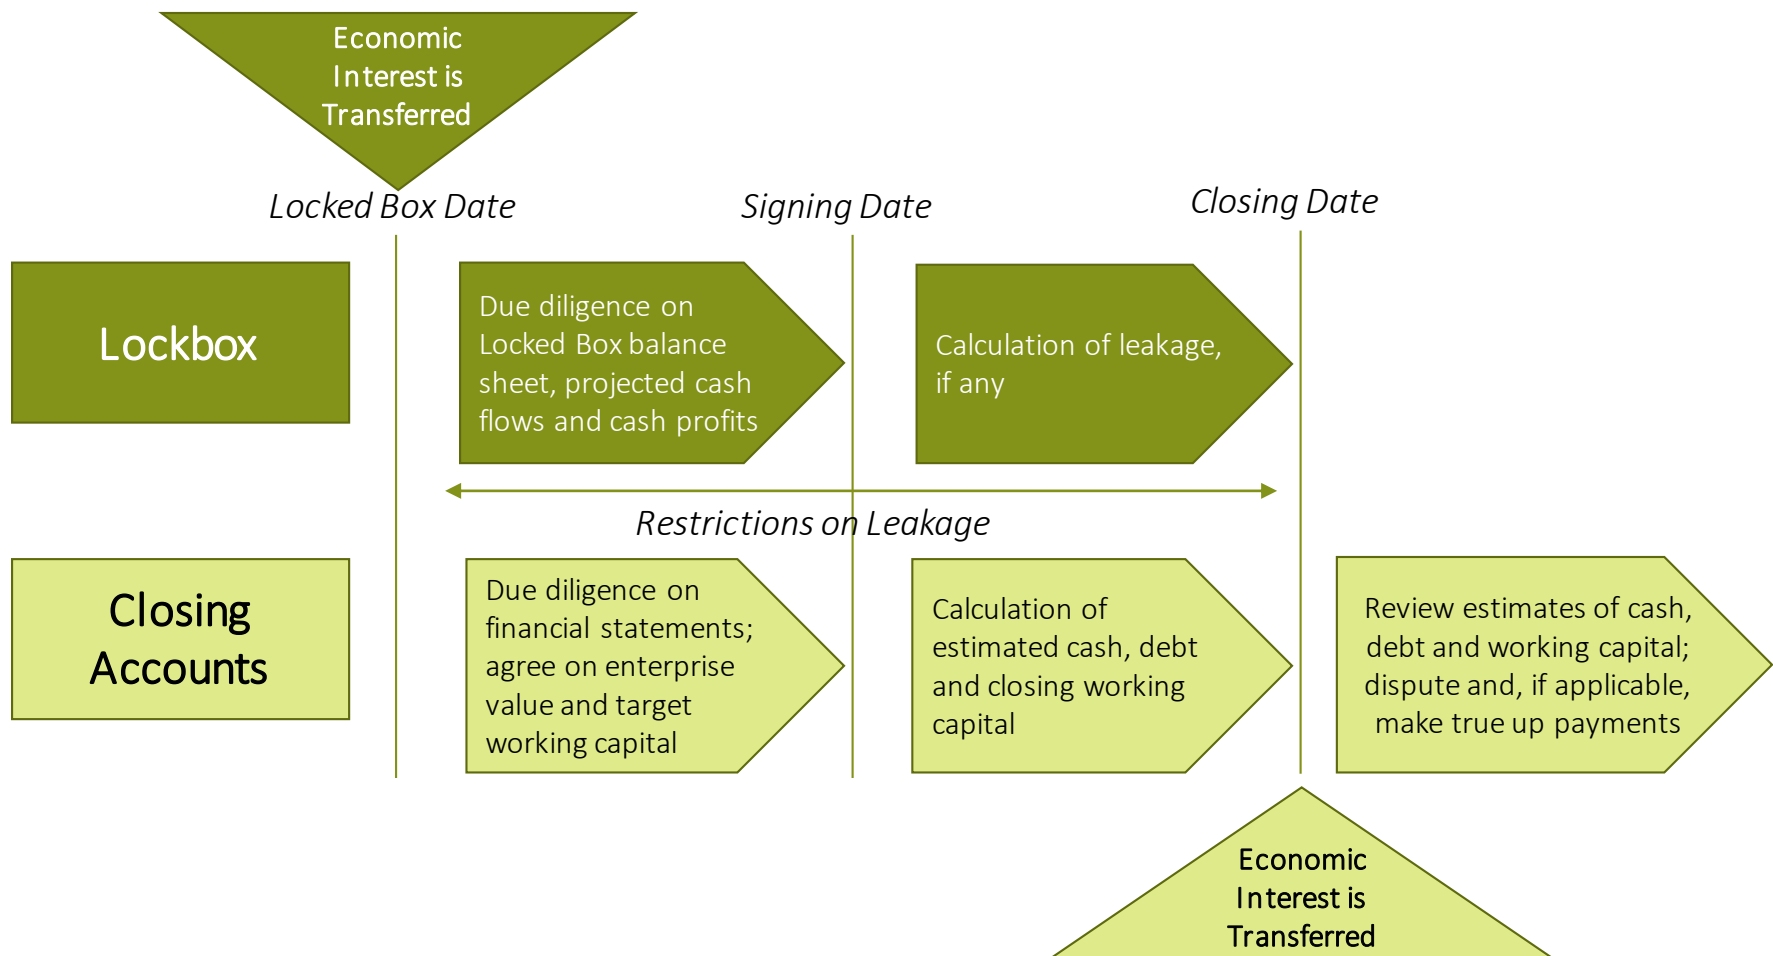 Economic
Interest is
Transferred
Locked Box Date
Signing Date
Closing Date
Lockbox
Due diligence on
Locked Box balance
sheet, projected cash
flows and cash profits
Calculation of leakage,
if any
Restrictions on Leakage
Closing
Accounts
Due diligence on
financial statements;
agree on enterprise
value and target
working capital
Calculation of
estimated cash, debt
and closing working
capital
Review estimates of cash,
debt and working capital;
dispute and, if applicable,
make true up payments
Economic
Interest is
Transferred